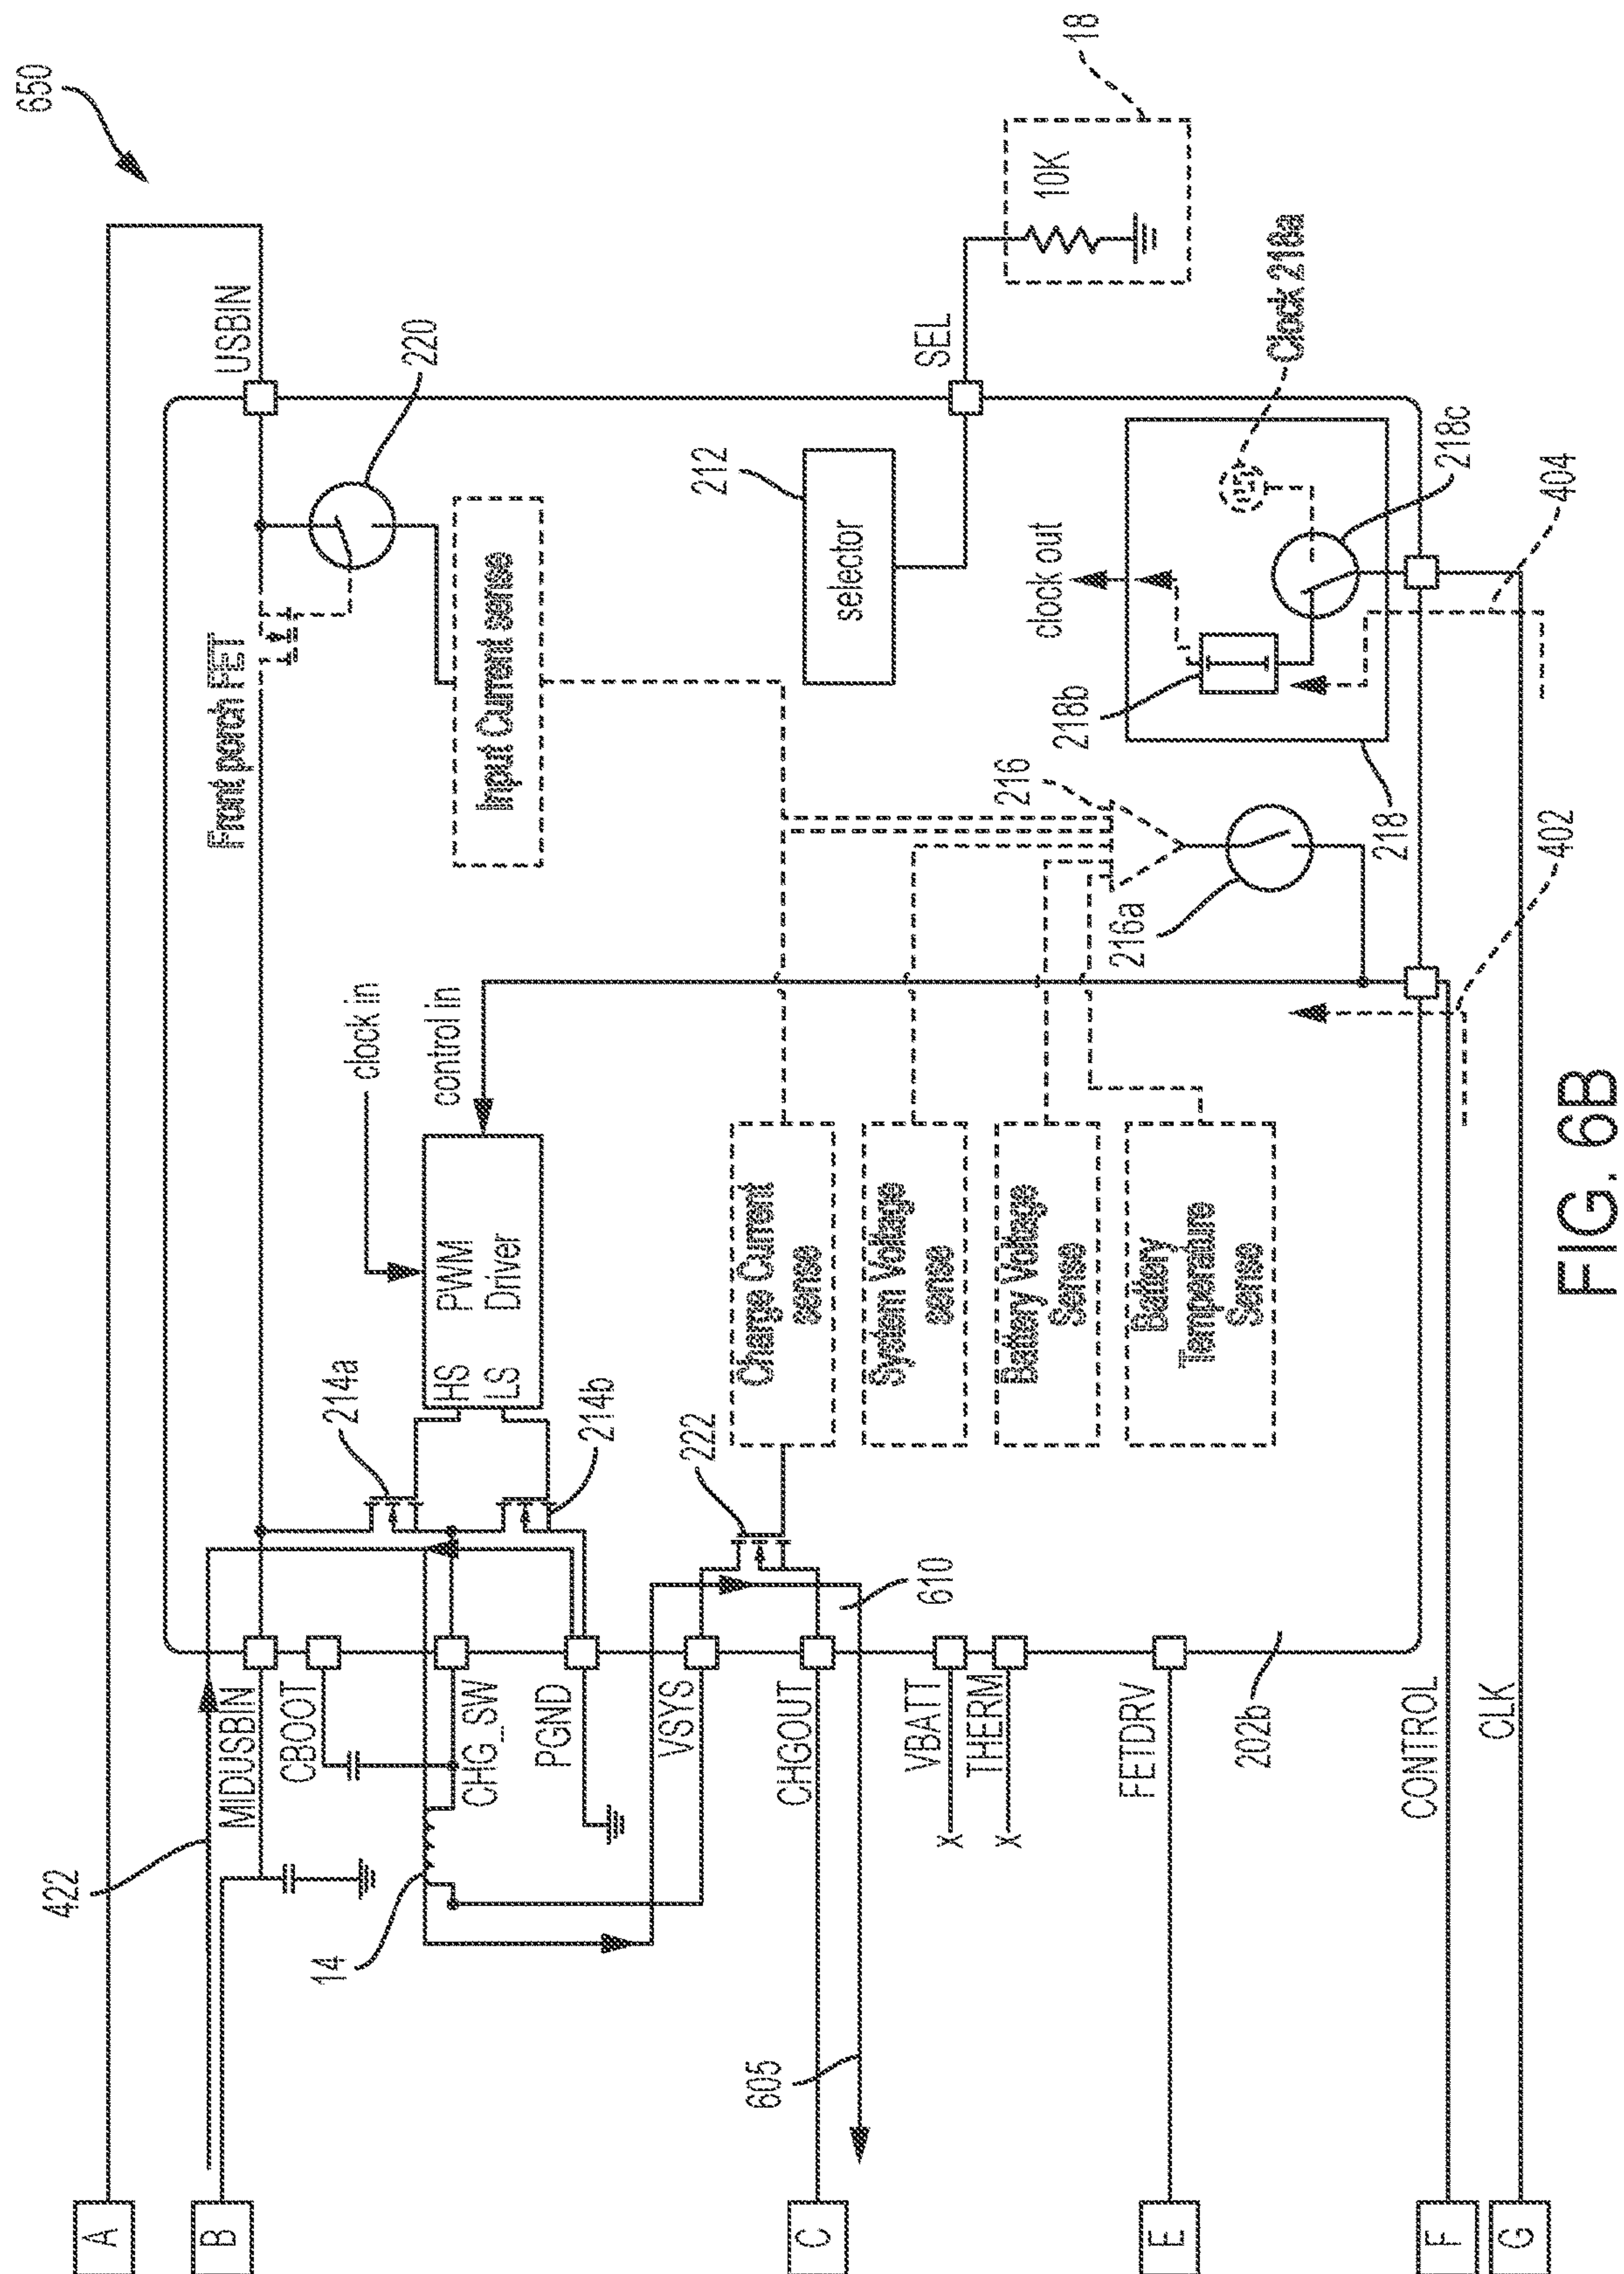 650
A
B
C
E
F
G
422
MIDUSBIN
CBOOT
CHG_SW
PGND
VSYS
CHGOUT
VBATT
THERM
X
X
FETDRV
CONTROL
CLK
14
605
610
202b
214a
214b
222
HS
LS
PWM
Driver
clock in
control in
Charge Current
sense
System Voltage
sense
Battery Voltage
Sense
Battery
Temperature
Sense
Front porch FET
USBIN
220
Input Current sense
212
selector
SEL
10K
18
clock out
Clock 218a
218b
218c
218
216
216a
402
404
FIG. 6B